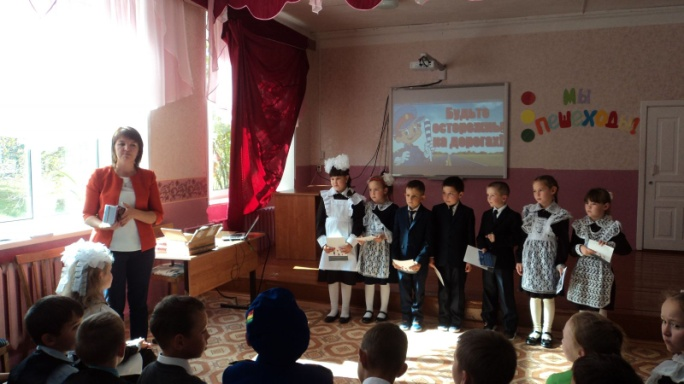 Будьте
осторожны
на дорогах!
Мы
пешеходы!